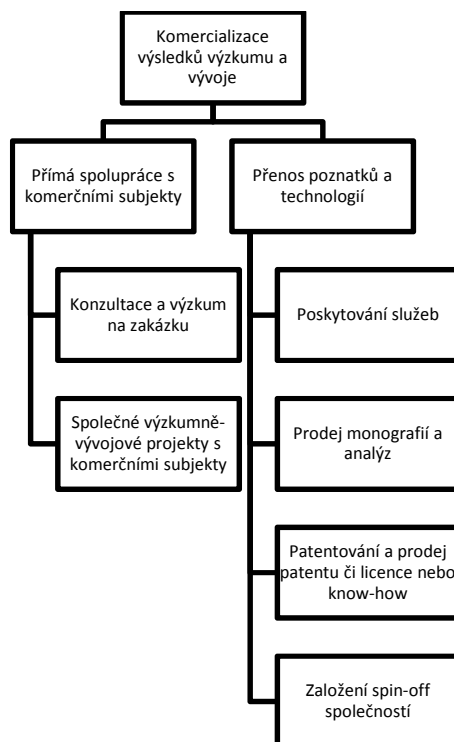 Komercializace
výsledků výzkumu a
vývoje
Přímá spolupráce s
komerčními subjekty
Přenos poznatků a
technologií
Konzultace a výzkum
na zakázku
Poskytování služeb
Společné výzkumně-
vývojové projekty s
komerčními subjekty
Prodej monografií a
analýz
Patentování a prodej
patentu či licence nebo
know-how
Založení spin-off
společností